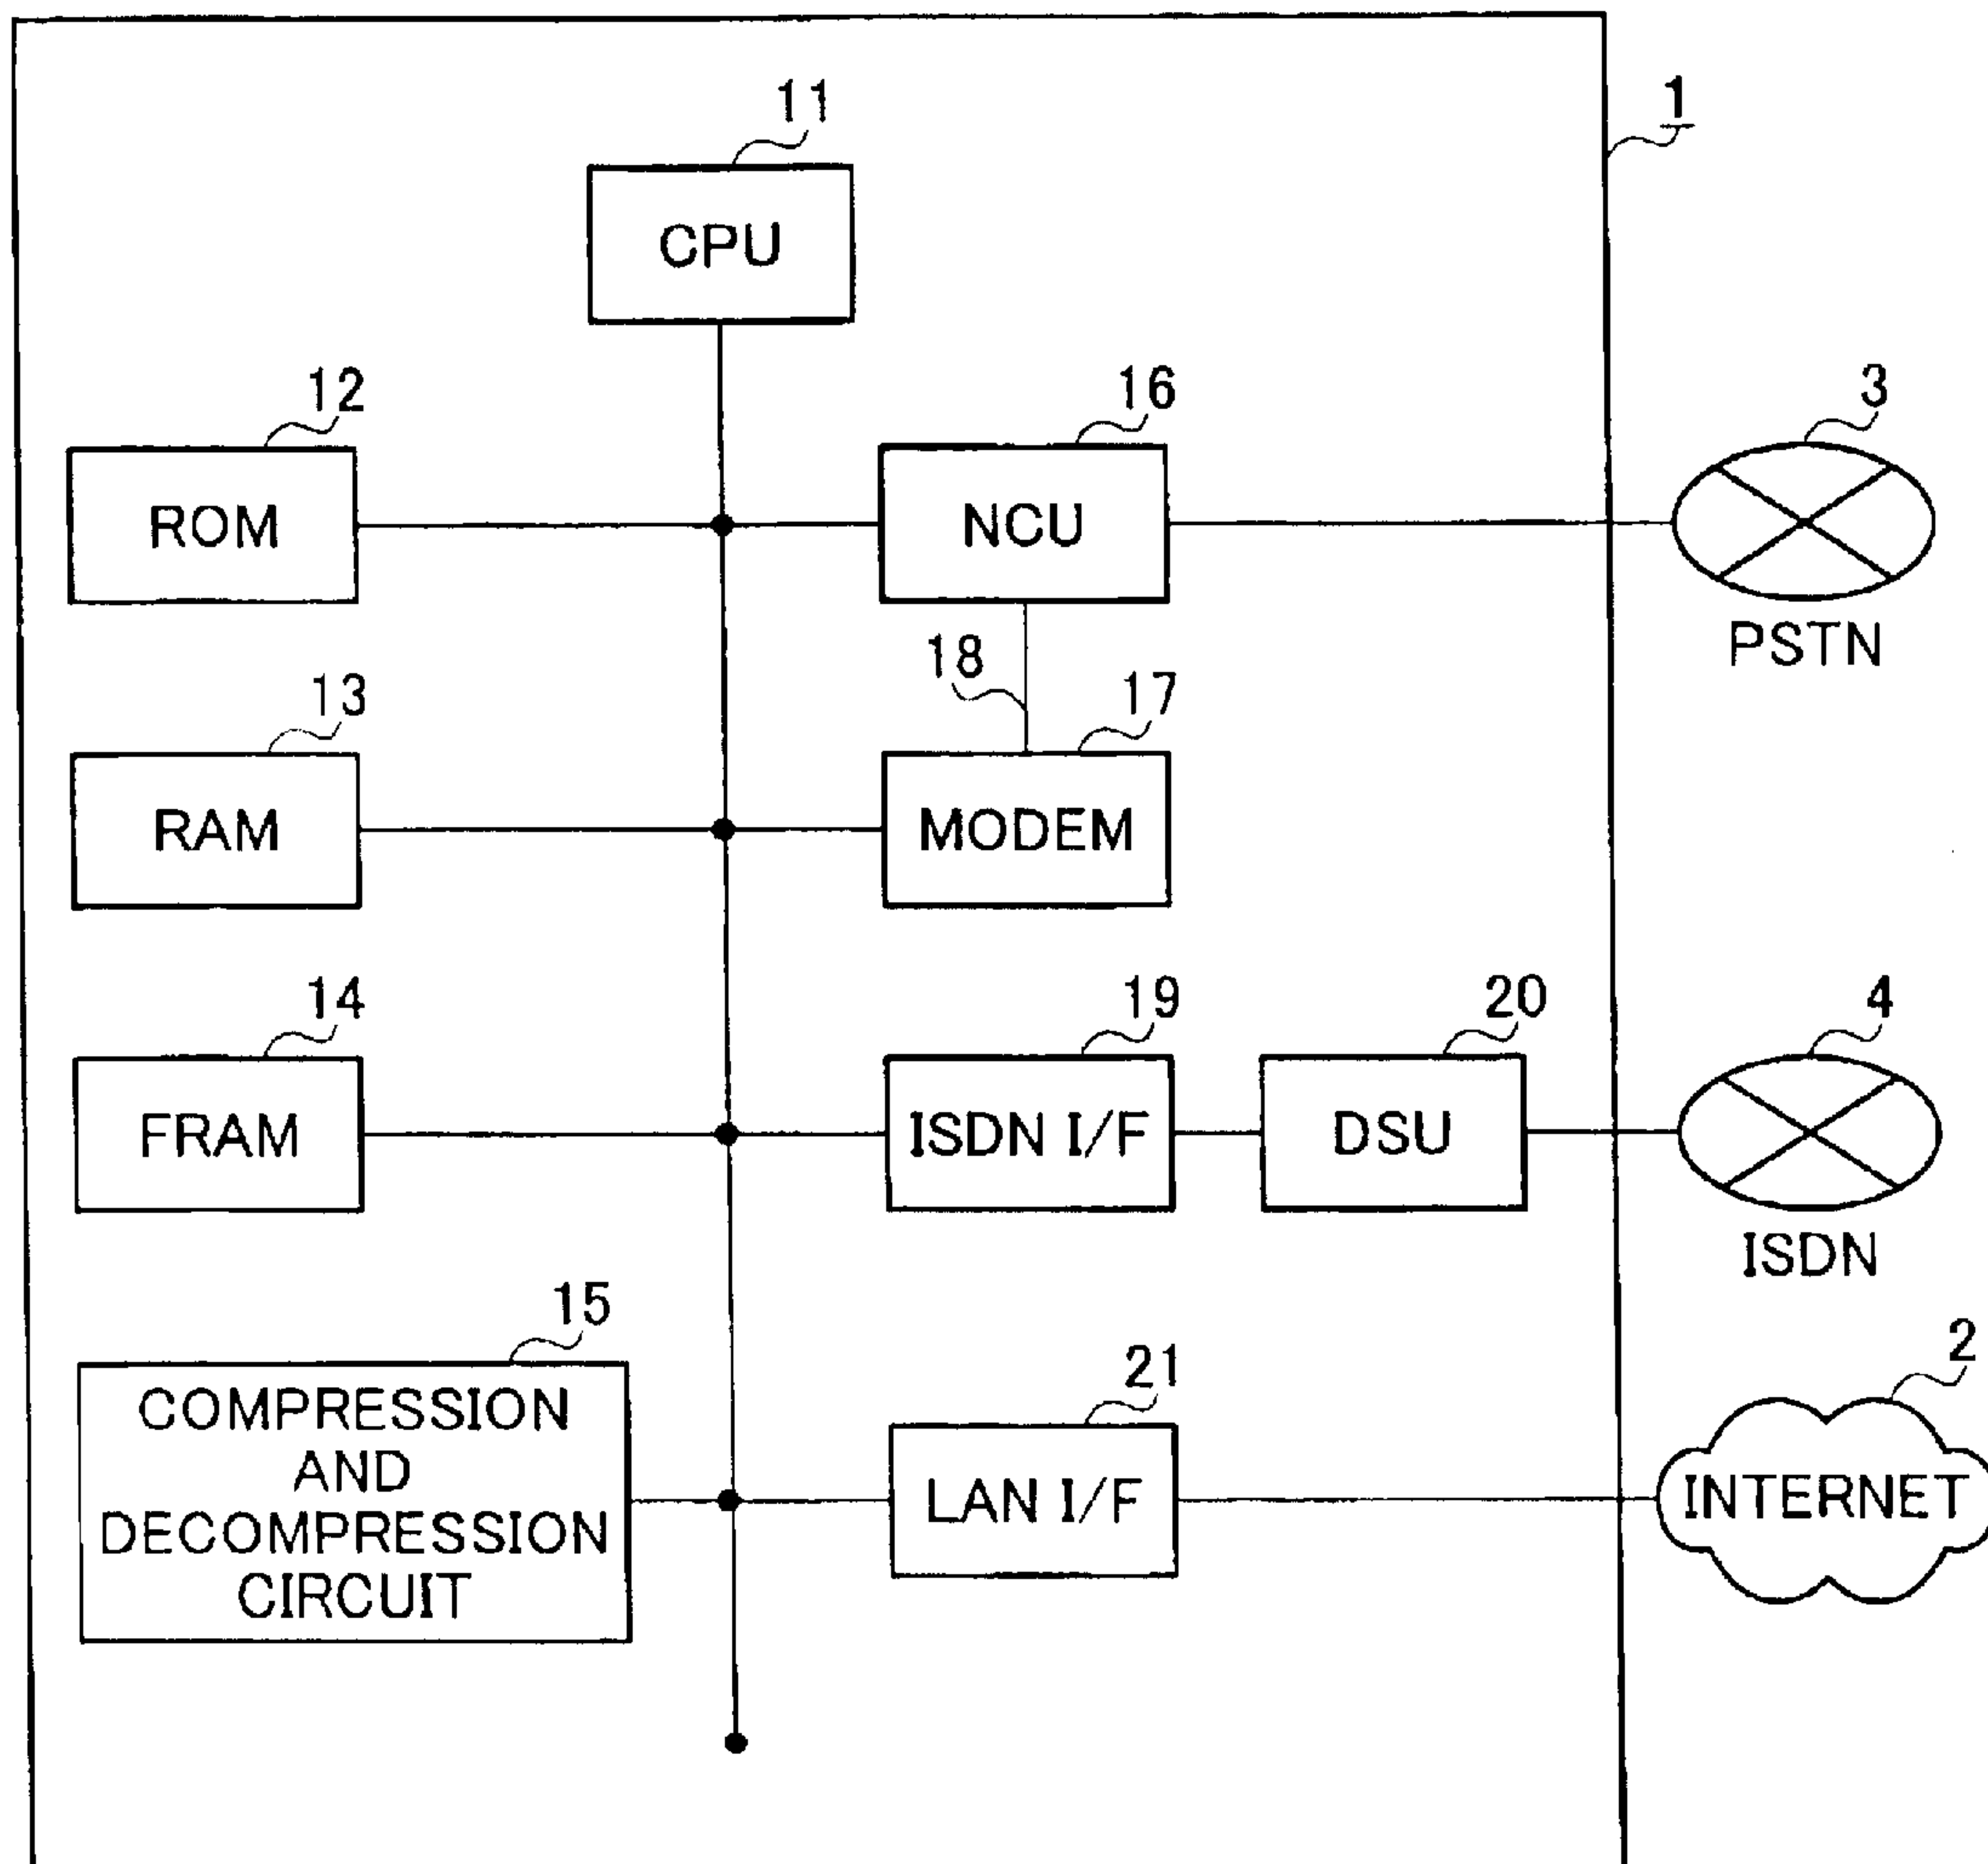 1
11
CPU
12
ROM
16
NCU
3
PSTN
18
13
RAM
17
MODEM
14
FRAM
19
ISDN I/F
20
DSU
4
ISDN
15
COMPRESSION
AND
DECOMPRESSION
CIRCUIT
21
LAN I/F
2
INTERNET